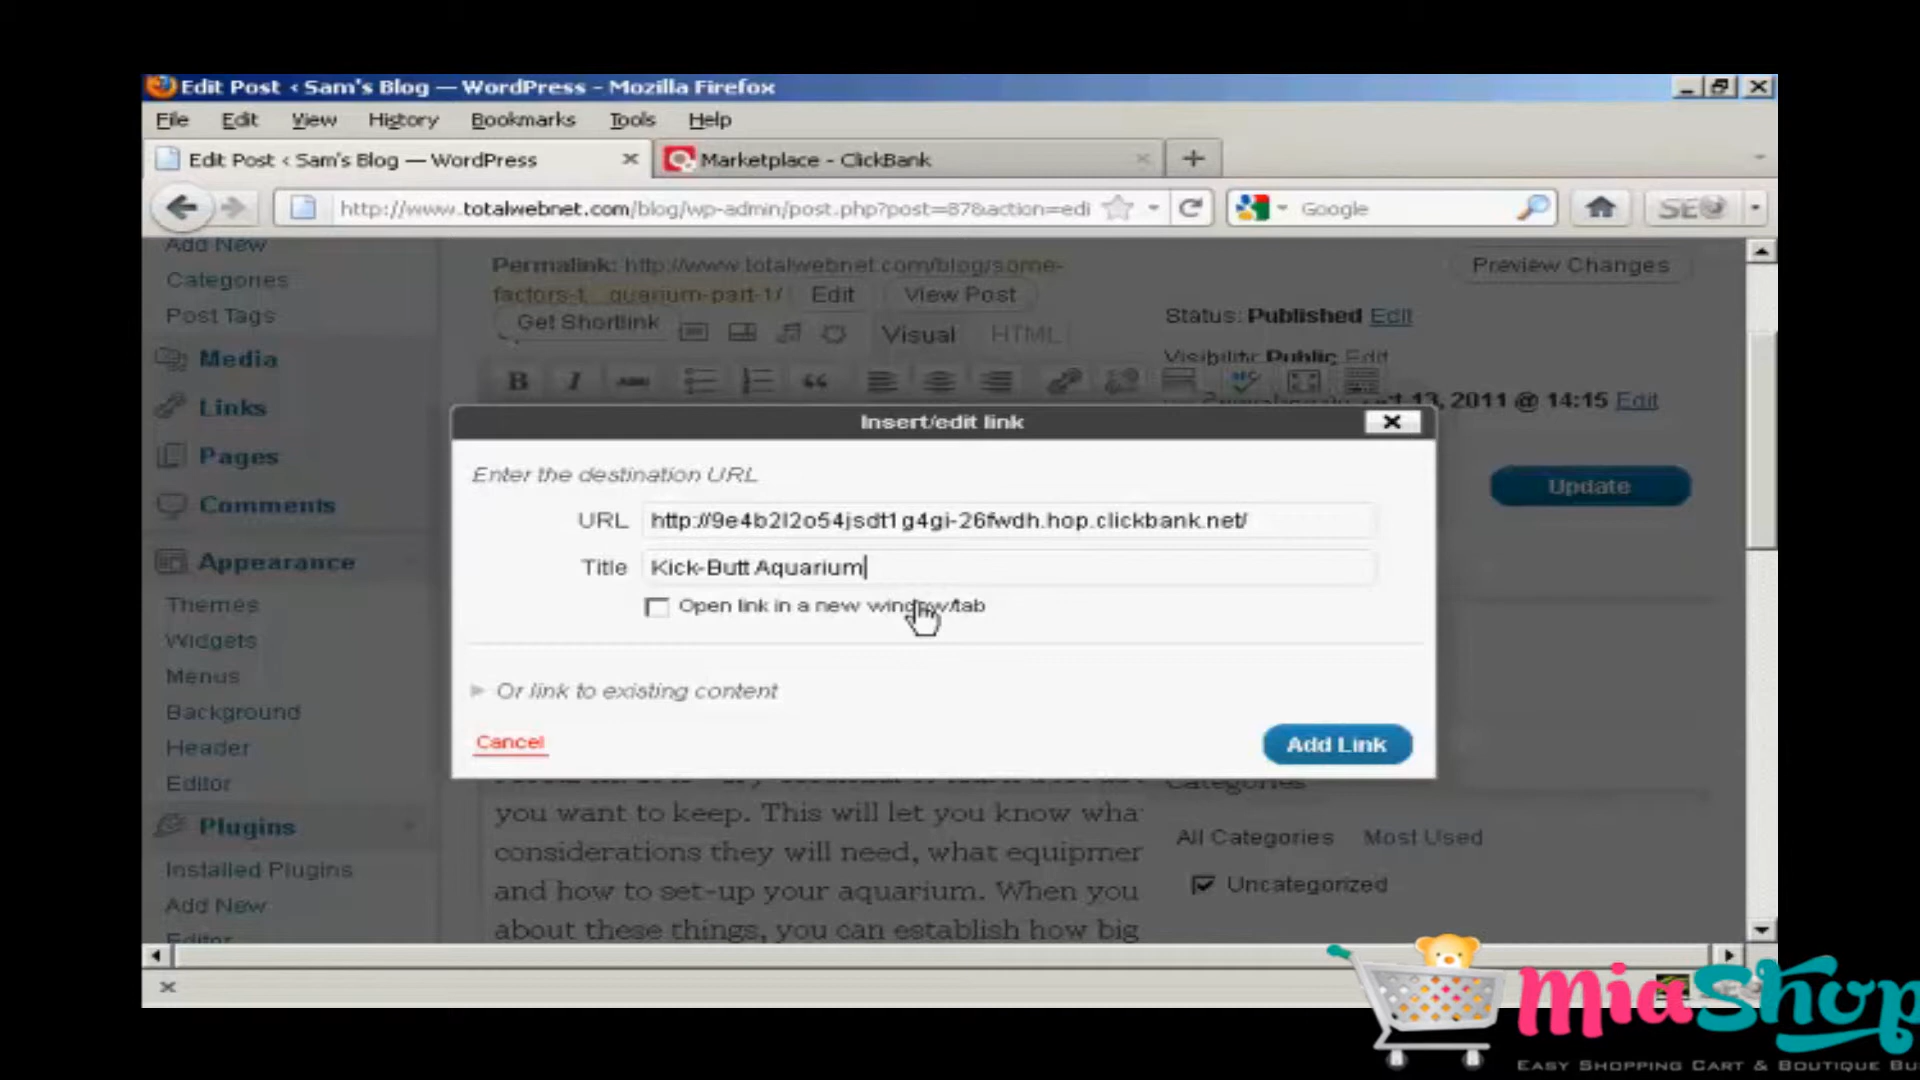 Edit Post ‹ Sam's Blog — WordPress - Mozilla Firefox
File Edit View History Bookmarks Tools Help
Edit Post ‹ Sam's Blog — WordPress
Marketplace - ClickBank
http://www.totalwebnet.com/blog/wp-admin/post.php?post=87&action=edi
Google
SEO
Add New
Categories
Post Tags
Media
Links
Pages
Comments
Appearance
Themes
Widgets
Menus
Background
Header
Editor
Plugins
Installed Plugins
Add New
Editor
Permalink: http://www.totalwebnet.com/blog/some-
factors-t...quarium-part-1/ Edit View Post
Get Shortlink
Visual HTML
B I ABC
Preview Changes
Status: Published Edit
Visibility: Public Edit
13, 2011 @ 14:15 Edit
Update
Insert/edit link
Enter the destination URL
URL http://9e4b2l2o54jsdt1g4gi-26fwdh.hop.clickbank.net/
Title Kick-Butt Aquarium
Open link in a new window/tab
Or link to existing content
Cancel
Add Link
you want to keep. This will let you know wha
considerations they will need, what equipmer
and how to set-up your aquarium. When you
about these things, you can establish how big
Categories
All Categories Most Used
Uncategorized
MiaShop
Easy Shopping Cart & Boutique Bu